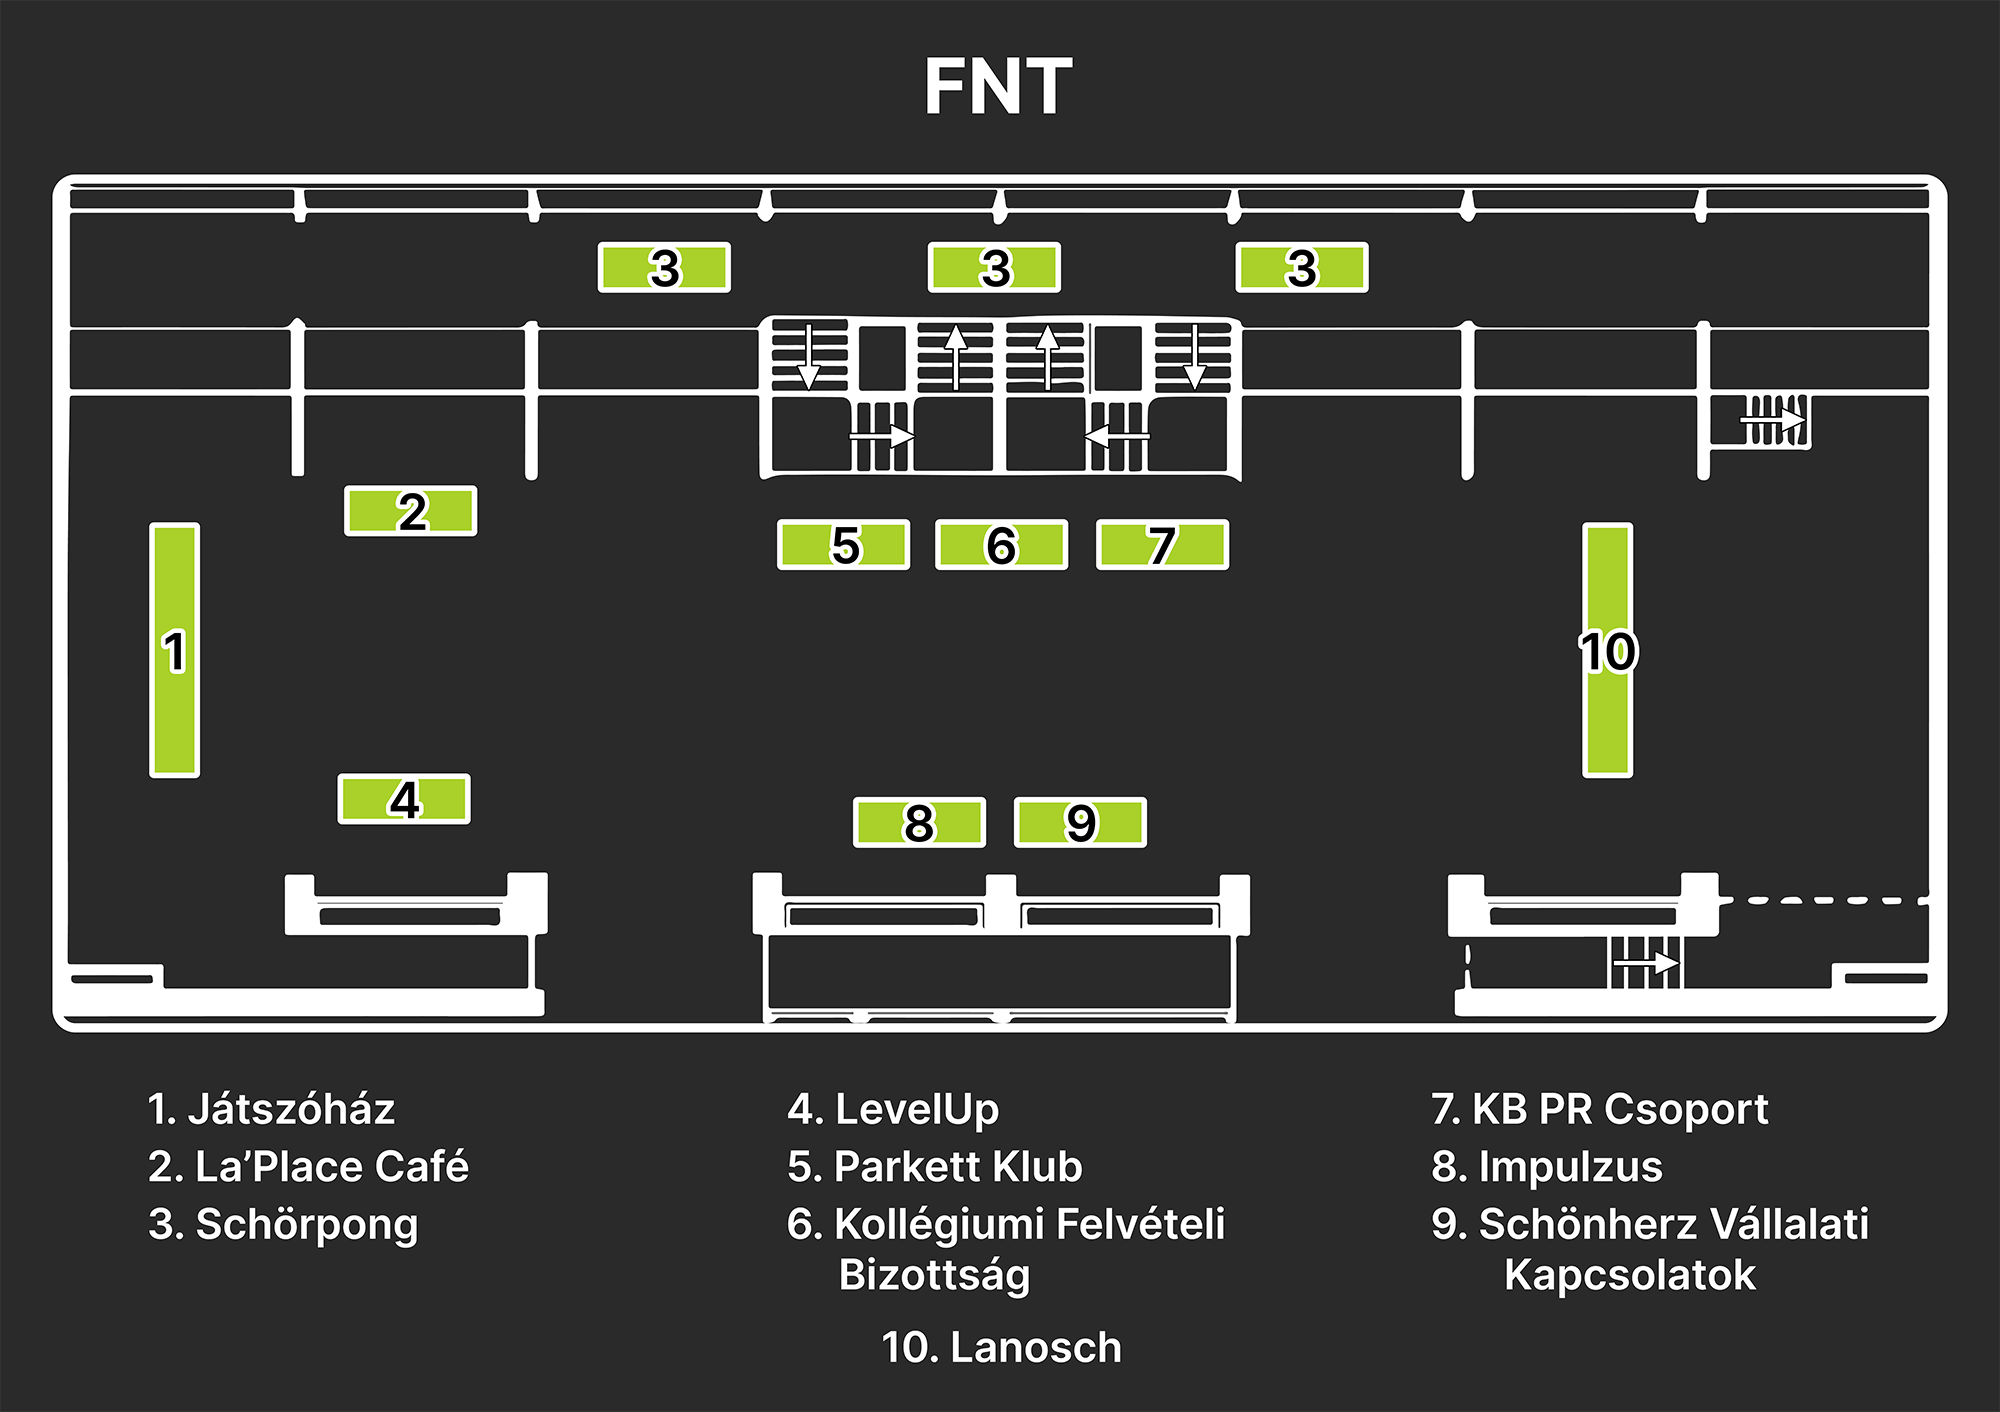 FNT
3 3 3
2
5 6 7
1
10
4
8 9
1. Játszóház
2. La’Place Café
3. Schörpong
4. LevelUp
5. Parkett Klub
6. Kollégiumi Felvételi
Bizottság
7. KB PR Csoport
8. Impulzus
9. Schönherz Vállalati
Kapcsolatok
10. Lanosch